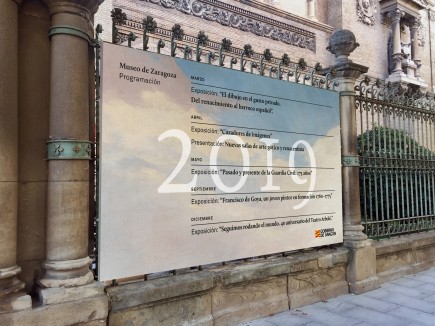 Museo de Zaragoza
Programación
2019
MARZO
Exposición: "El dibujo en el gusto privado.
Del renacimiento al barroco español".
ABRIL
Exposición: "Curadores de imágenes"
Presentación: Nuevas salas de arte gótico y renacentista
MAYO
Exposición: "Pasado y presente de la Guardia Civil: 175 años"
SEPTIEMBRE
Exposición: "Francisco de Goya, un joven pintor en formación 1760-1775"
DICIEMBRE
Exposición: "Seguimos rodando el mundo. 40 aniversario del Teatro Arbolé."
GOBIERNO
DE ARAGON